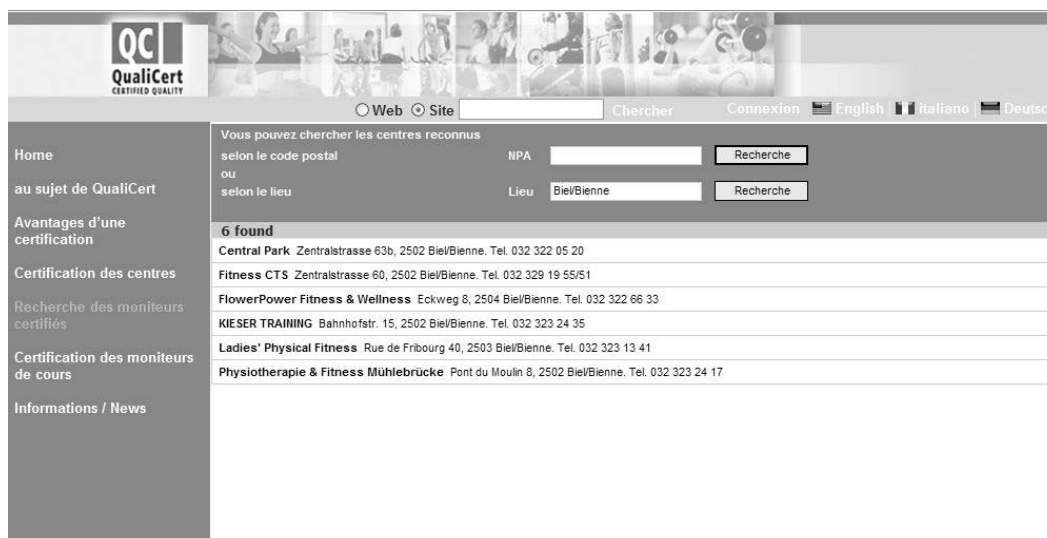 QC
QualiCert
CERTIFIED QUALITY
Web Site Chercher Connexion English | italiano | Deutsc
Home
au sujet de QualiCert
Avantages d'une
certification
Certification des centres
Recherche des moniteurs
certifiés
Certification des moniteurs
de cours
Informations / News
Vous pouvez chercher les centres reconnus
selon le code postal NPA Recherche
ou
selon le lieu Lieu Biel/Bienne Recherche
6 found
Central Park Zentralstrasse 63b, 2502 Biel/Bienne. Tel. 032 322 05 20
Fitness CTS Zentralstrasse 60, 2502 Biel/Bienne. Tel. 032 329 19 55/51
FlowerPower Fitness & Wellness Eckweg 8, 2504 Biel/Bienne. Tel. 032 322 66 33
KIESER TRAINING Bahnhofstr. 15, 2502 Biel/Bienne. Tel. 032 323 24 35
Ladies' Physical Fitness Rue de Fribourg 40, 2503 Biel/Bienne. Tel. 032 323 13 41
Physiotherapie & Fitness Mühlebrücke Pont du Moulin 8, 2502 Biel/Bienne. Tel. 032 323 24 17